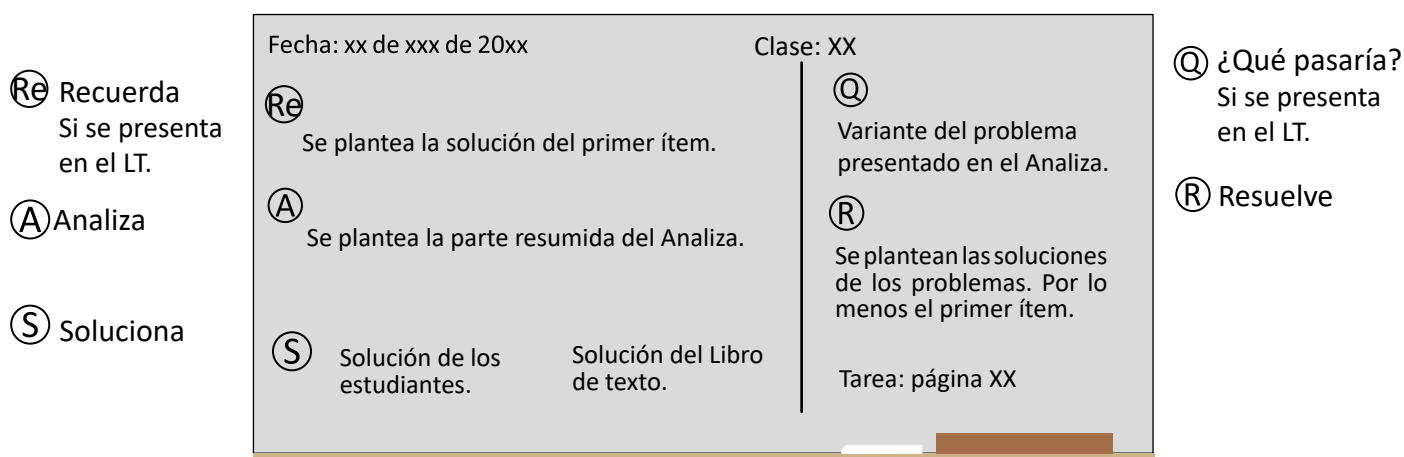 Re Recuerda
Si se presenta
en el LT.
A Analiza
S Soluciona
Fecha: xx de xxx de 20xx
Clase: XX
Re
Se plantea la solución del primer ítem.
A
Se plantea la parte resumida del Analiza.
S
Solución de los
estudiantes.
Solución del Libro
de texto.
Q
Variante del problema
presentado en el Analiza.
R
Se plantean las soluciones
de los problemas. Por lo
menos el primer ítem.
Tarea: página XX
Q ¿Qué pasaría?
Si se presenta
en el LT.
R Resuelve